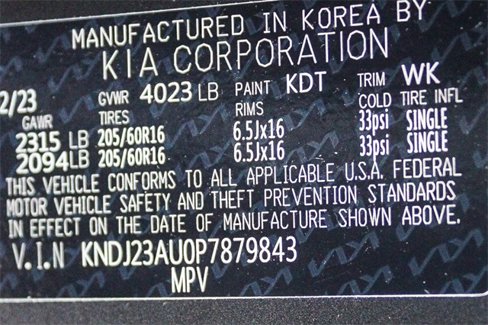 MANUFACTURED IN KOREA BY
KIA CORPORATION
2/23 GVWR 4023 LB PAINT KDT TRIM WK
GAWR TIRES RIMS COLD TIRE INFL
2315 LB 205/60R16 6.5Jx16 33psi SINGLE
2094 LB 205/60R16 6.5Jx16 33psi SINGLE
THIS VEHICLE CONFORMS TO ALL APPLICABLE U.S.A. FEDERAL
MOTOR VEHICLE SAFETY AND THEFT PREVENTION STANDARDS
IN EFFECT ON THE DATE OF MANUFACTURE SHOWN ABOVE.
V.I.N KNDJ23AU0P7879843
MPV